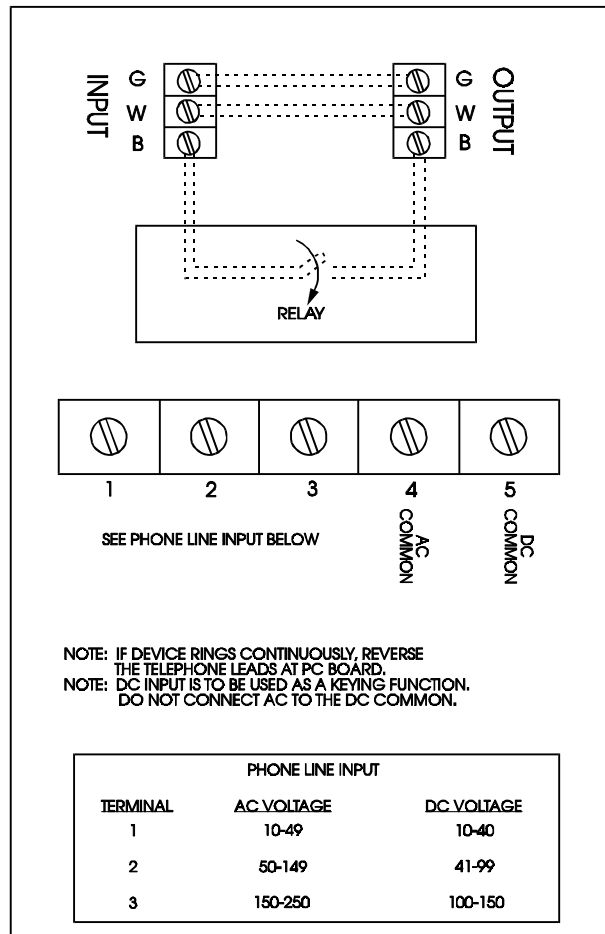 INPUT
OUTPUT
G G
W W
B B
RELAY
1 2 3 4 5
SEE PHONE LINE INPUT BELOW
AC
COMMON
DC
COMMON
NOTE: IF DEVICE RINGS CONTINUOUSLY, REVERSE
THE TELEPHONE LEADS AT PC BOARD.
NOTE: DC INPUT IS TO BE USED AS A KEYING FUNCTION.
DO NOT CONNECT AC TO THE DC COMMON.
PHONE LINE INPUT
TERMINAL AC VOLTAGE DC VOLTAGE
1 10-49 10-40
2 50-149 41-99
3 150-250 100-150